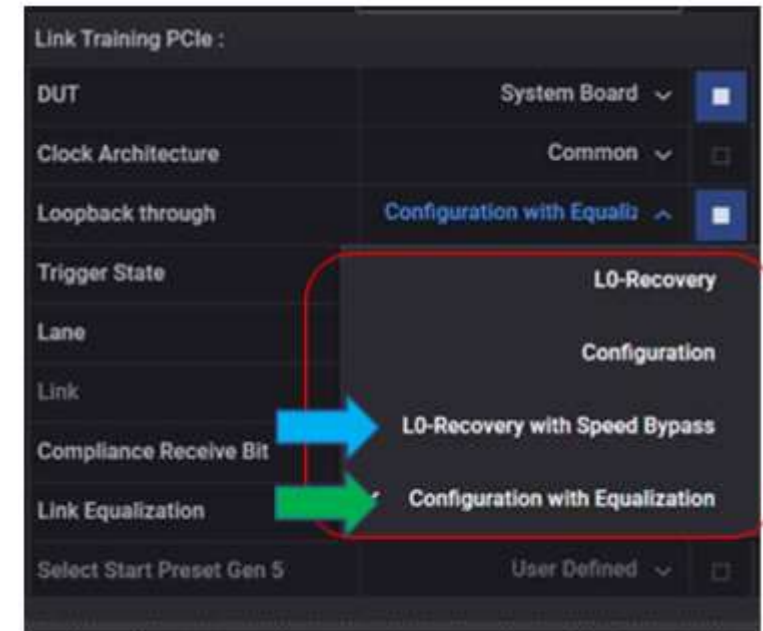 Link Training PCIe :
DUT System Board
Clock Architecture Common
Loopback through Configuration with Equaliz
Trigger State L0-Recovery
Lane Configuration
Link
Compliance Receive Bit L0-Recovery with Speed Bypass
Link Equalization Configuration with Equalization
Select Start Preset Gen 5 User Defined